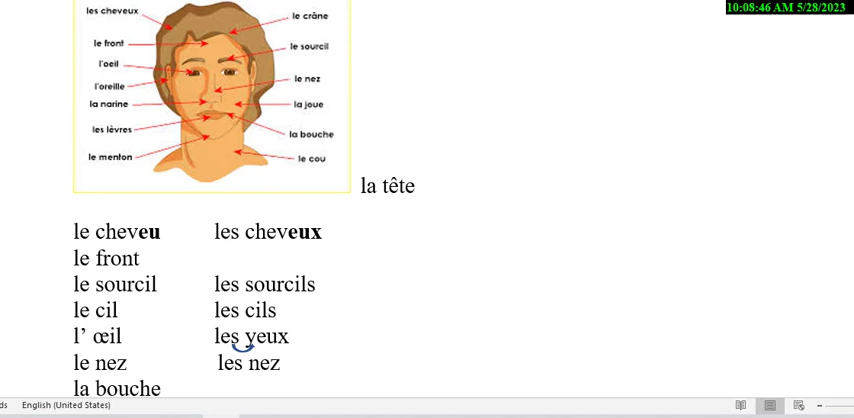 10:08:46 AM 5/28/2023
les cheveux
le crâne
le front
le sourcil
l'oeil
le nez
l'oreille
la narine
la joue
les lèvres
la bouche
le menton
le cou
la tête
le cheveu les cheveux
le front
le sourcil les sourcils
le cil les cils
l' œil les yeux
le nez les nez
la bouche
English (United States)